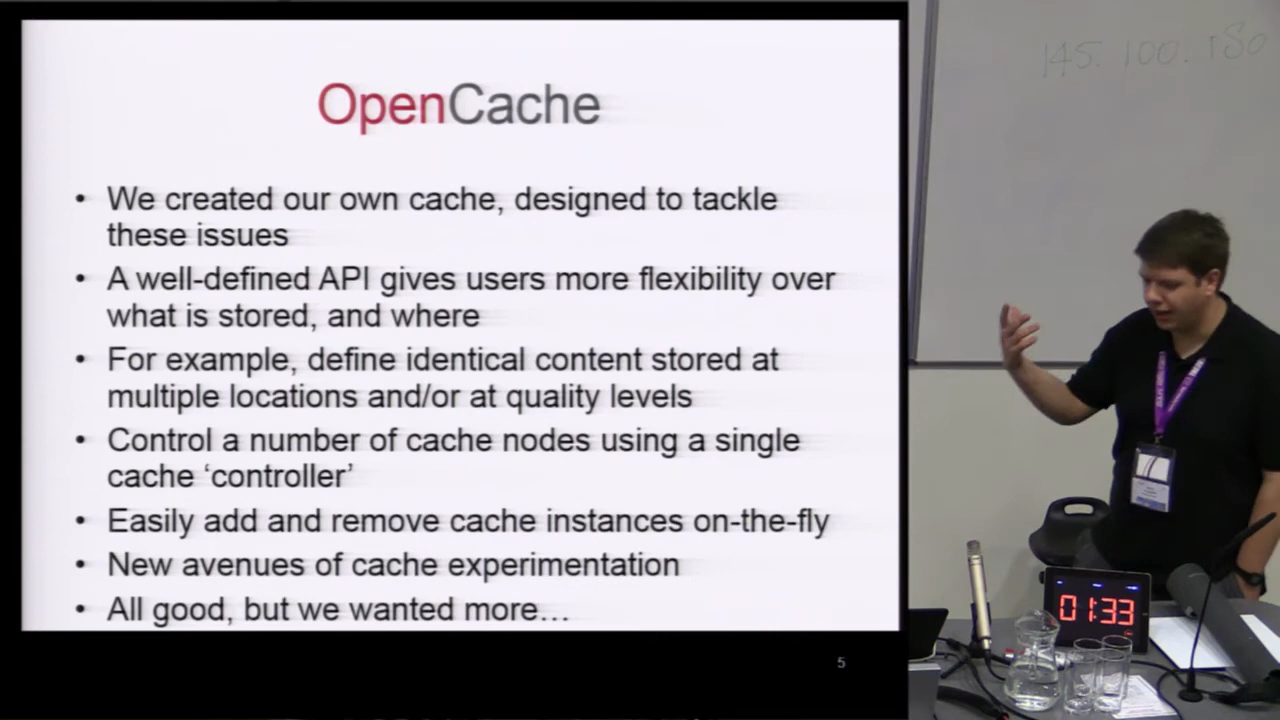 OpenCache
• We created our own cache, designed to tackle
these issues
• A well-defined API gives users more flexibility over
what is stored, and where
• For example, define identical content stored at
multiple locations and/or at quality levels
• Control a number of cache nodes using a single
cache ‘controller’
• Easily add and remove cache instances on-the-fly
• New avenues of cache experimentation
• All good, but we wanted more…
5
145. 100. 180
01:33